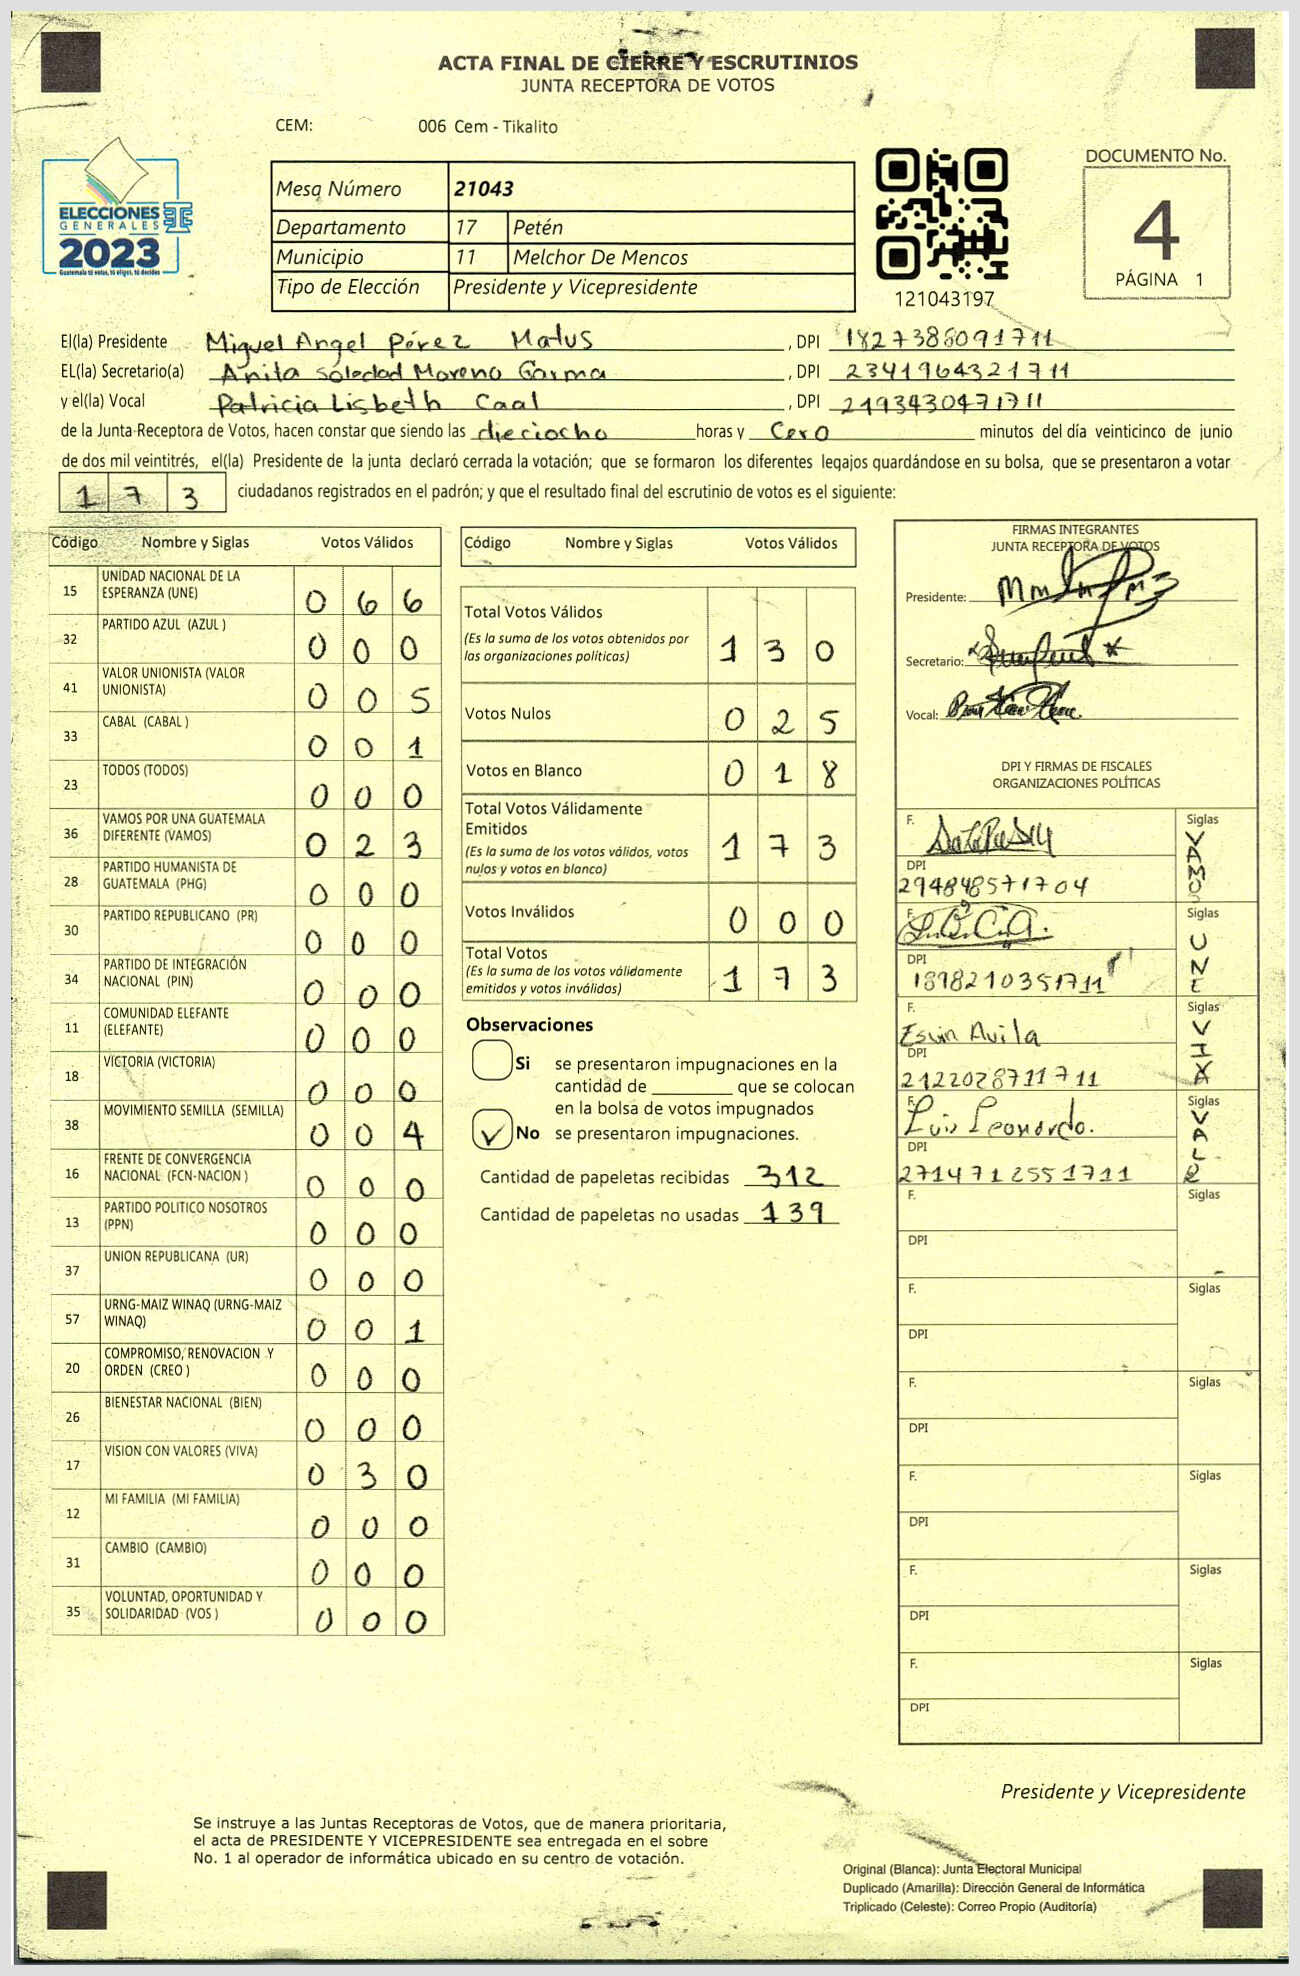 ACTA FINAL DE CIERRE Y ESCRUTINIOS
JUNTA RECEPTORA DE VOTOS
CEM: 006 Cem - Tikalito
ELECCIONES
GENERALES
2023
Guatemala tú votas, tú eliges, tú decides
Mesa Número 21043
Departamento 17 Petén
Municipio 11 Melchor De Mencos
Tipo de Elección Presidente y Vicepresidente
121043197
DOCUMENTO No.
4
PÁGINA 1
El(la) Presidente Miguel Angel Pérez Matus , DPI 1827386091711
EL(la) Secretario(a) Anita Soledad Moreno Garma , DPI 2341964321711
y el(la) Vocal Patricia Lisbeth Caal , DPI 2193430471711
de la Junta Receptora de Votos, hacen constar que siendo las dieciocho horas y Cero minutos del día veinticinco de junio
de dos mil veintitrés, el(la) Presidente de la junta declaró cerrada la votación; que se formaron los diferentes legajos guardándose en su bolsa, que se presentaron a votar
1 7 3 ciudadanos registrados en el padrón; y que el resultado final del escrutinio de votos es el siguiente:
Código Nombre y Siglas Votos Válidos
15 UNIDAD NACIONAL DE LA
ESPERANZA (UNE) 0 6 6
32 PARTIDO AZUL (AZUL ) 0 0 0
41 VALOR UNIONISTA (VALOR
UNIONISTA) 0 0 5
33 CABAL (CABAL ) 0 0 1
23 TODOS (TODOS) 0 0 0
36 VAMOS POR UNA GUATEMALA
DIFERENTE (VAMOS) 0 2 3
28 PARTIDO HUMANISTA DE
GUATEMALA (PHG) 0 0 0
30 PARTIDO REPUBLICANO (PR) 0 0 0
34 PARTIDO DE INTEGRACIÓN
NACIONAL (PIN) 0 0 0
11 COMUNIDAD ELEFANTE
(ELEFANTE) 0 0 0
18 VICTORIA (VICTORIA) 0 0 0
38 MOVIMIENTO SEMILLA (SEMILLA) 0 0 4
16 FRENTE DE CONVERGENCIA
NACIONAL (FCN-NACION ) 0 0 0
13 PARTIDO POLITICO NOSOTROS
(PPN) 0 0 0
37 UNION REPUBLICANA (UR) 0 0 0
57 URNG-MAIZ WINAQ (URNG-MAIZ
WINAQ) 0 0 1
20 COMPROMISO, RENOVACION Y
ORDEN (CREO ) 0 0 0
26 BIENESTAR NACIONAL (BIEN) 0 0 0
17 VISION CON VALORES (VIVA) 0 3 0
12 MI FAMILIA (MI FAMILIA) 0 0 0
31 CAMBIO (CAMBIO) 0 0 0
35 VOLUNTAD, OPORTUNIDAD Y
SOLIDARIDAD (VOS ) 0 0 0
Código Nombre y Siglas Votos Válidos
Total Votos Válidos
(Es la suma de los votos obtenidos por
las organizaciones políticas) 1 3 0
Votos Nulos 0 2 5
Votos en Blanco 0 1 8
Total Votos Válidamente
Emitidos
(Es la suma de los votos válidos, votos
nulos y votos en blanco) 1 7 3
Votos Inválidos 0 0 0
Total Votos
(Es la suma de los votos válidamente
emitidos y votos inválidos) 1 7 3
Observaciones
Si se presentaron impugnaciones en la
cantidad de ________ que se colocan
en la bolsa de votos impugnados
No se presentaron impugnaciones.
Cantidad de papeletas recibidas 312
Cantidad de papeletas no usadas 139
FIRMAS INTEGRANTES
JUNTA RECEPTORA DE VOTOS
Presidente:
Secretario:
Vocal:
DPI Y FIRMAS DE FISCALES
ORGANIZACIONES POLÍTICAS
F. Siglas VAMOS
DPI
294848571704
F. Siglas UNE
DPI
1898210351711
F. Siglas VIVA
Esvin Avila
DPI
2122028711711
F. Siglas VALR
Luis Leonardo.
DPI
2714712551711
F. Siglas
DPI
F. Siglas
DPI
F. Siglas
DPI
F. Siglas
DPI
F. Siglas
DPI
F. Siglas
DPI
Presidente y Vicepresidente
Se instruye a las Juntas Receptoras de Votos, que de manera prioritaria,
el acta de PRESIDENTE Y VICEPRESIDENTE sea entregada en el sobre
No. 1 al operador de informática ubicado en su centro de votación.
Original (Blanca): Junta Electoral Municipal
Duplicado (Amarilla): Dirección General de Informática
Triplicado (Celeste): Correo Propio (Auditoría)